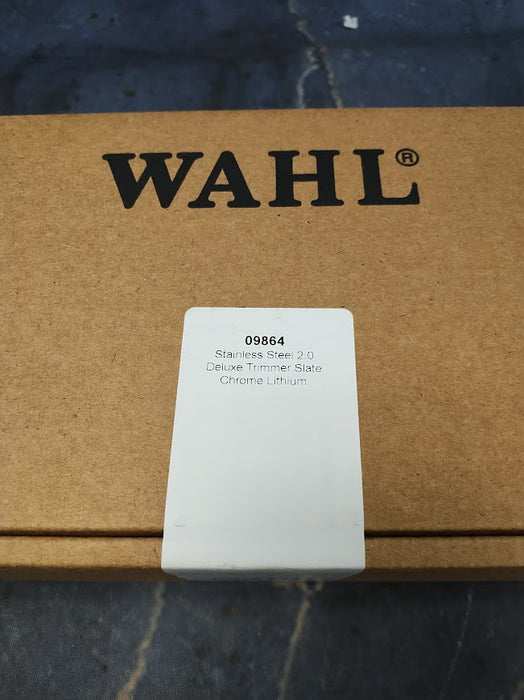 WAHL®
09864
Stainless Steel 2.0
Deluxe Trimmer Slate
Chrome Lithium